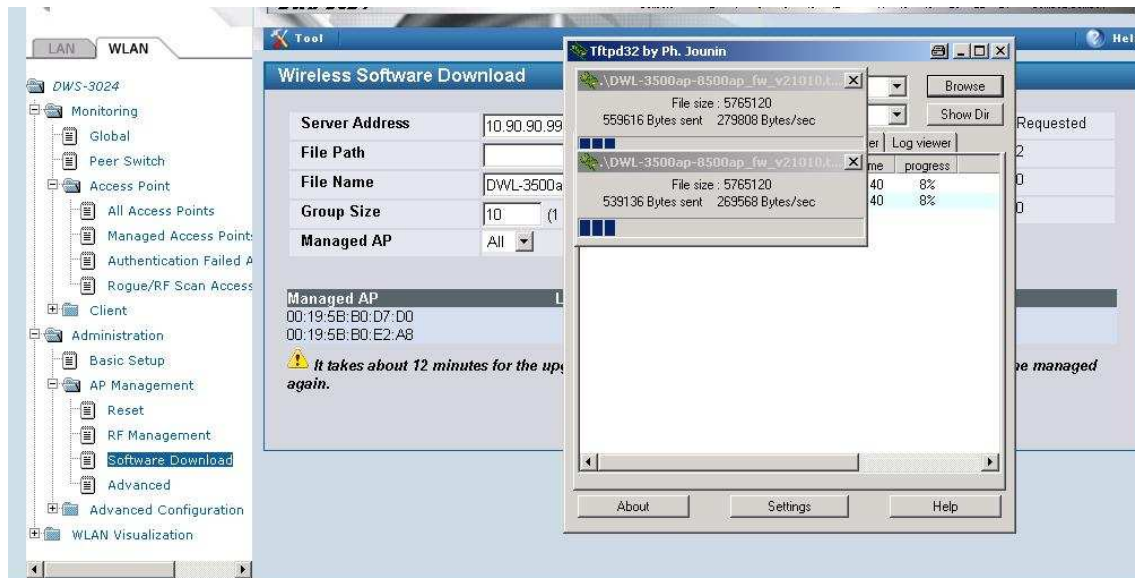 LAN WLAN
DWS-3024
Monitoring
Global
Peer Switch
Access Point
All Access Points
Managed Access Points
Authentication Failed A
Rogue/RF Scan Access
Client
Administration
Basic Setup
AP Management
Reset
RF Management
Software Download
Advanced
Advanced Configuration
WLAN Visualization
Tool
Hel
Wireless Software Download
Server Address 10.90.90.99
Requested
File Path
2
File Name DWL-3500a
0
Group Size 10 (1
0
Managed AP All
Managed AP L
00:19:5B:B0:D7:D0
00:19:5B:B0:E2:A8
It takes about 12 minutes for the upg
e managed
again.
Tftpd32 by Ph. Jounin
.\DWL-3500ap-8500ap_fw_v21010.t...
File size : 5765120
559616 Bytes sent 279808 Bytes/sec
.\DWL-3500ap-8500ap_fw_v21010.t...
File size : 5765120
539136 Bytes sent 269568 Bytes/sec
Browse
Show Dir
er Log viewer
me progress
40 8%
40 8%
About Settings Help